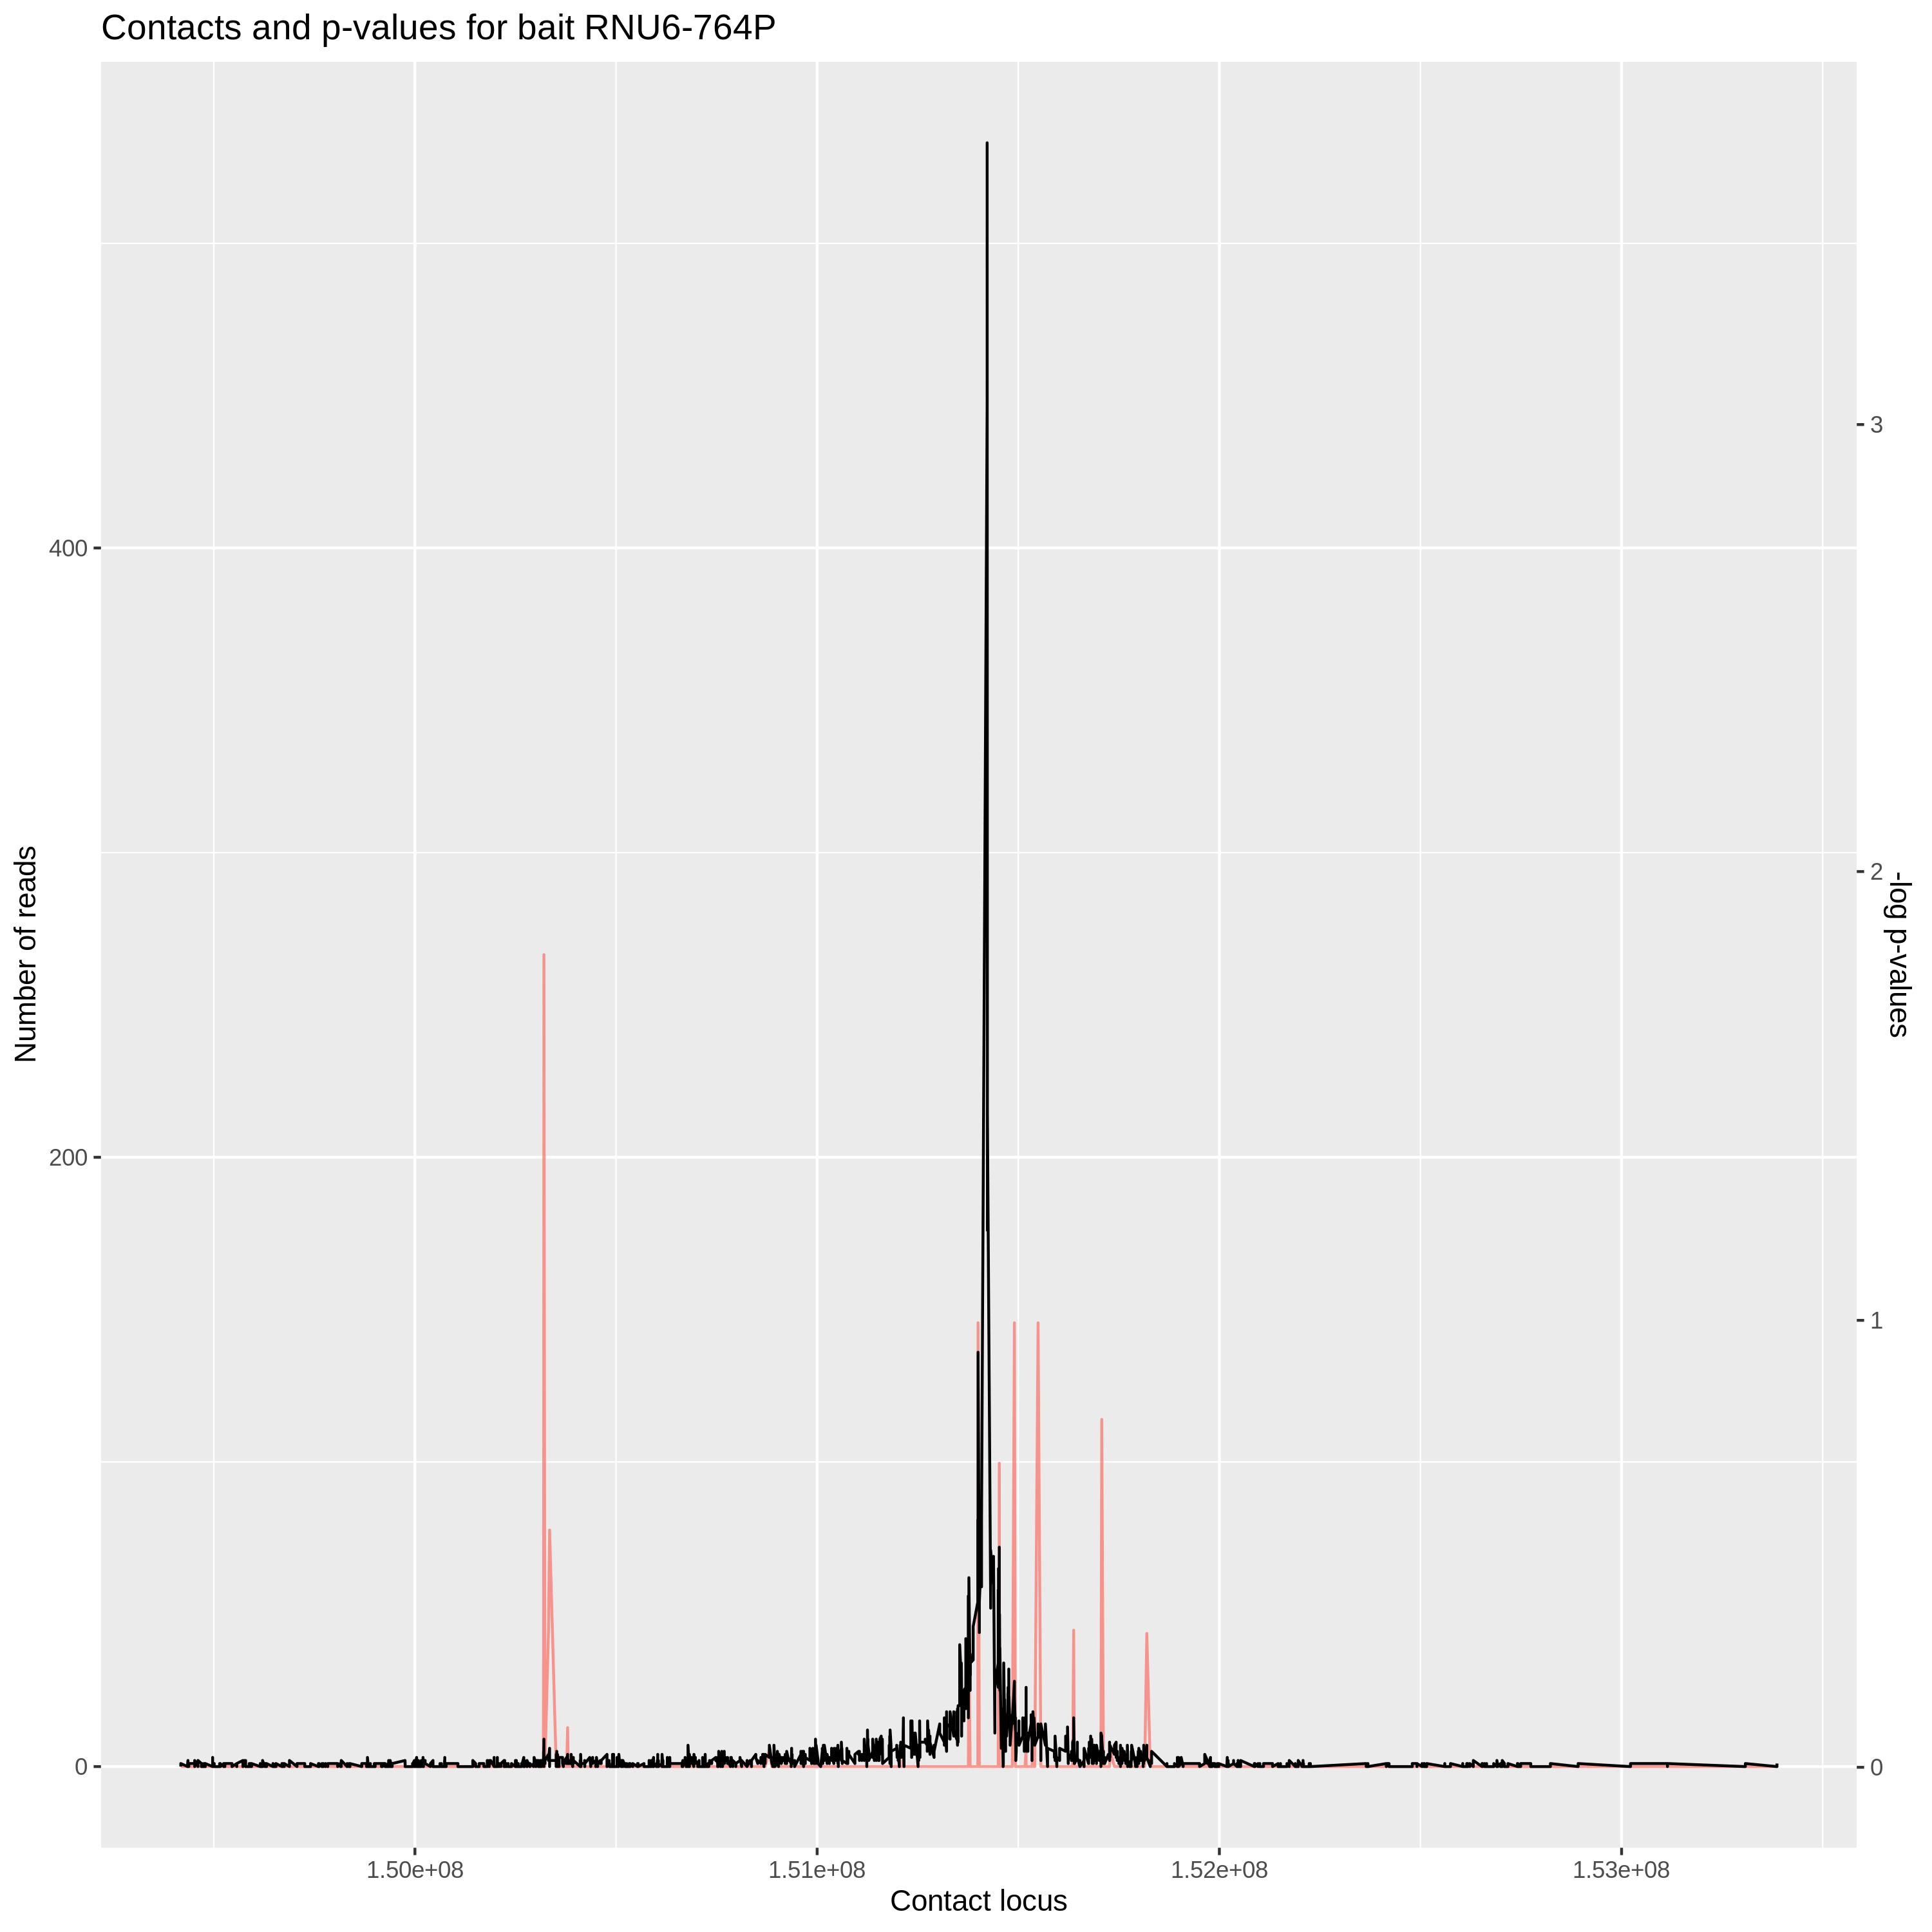 Contacts and p-values for bait RNU6-764P
400
200
0
3
2
1
0
Number of reads
-log p-values
1.50e+08
1.51e+08
1.52e+08
1.53e+08
Contact locus